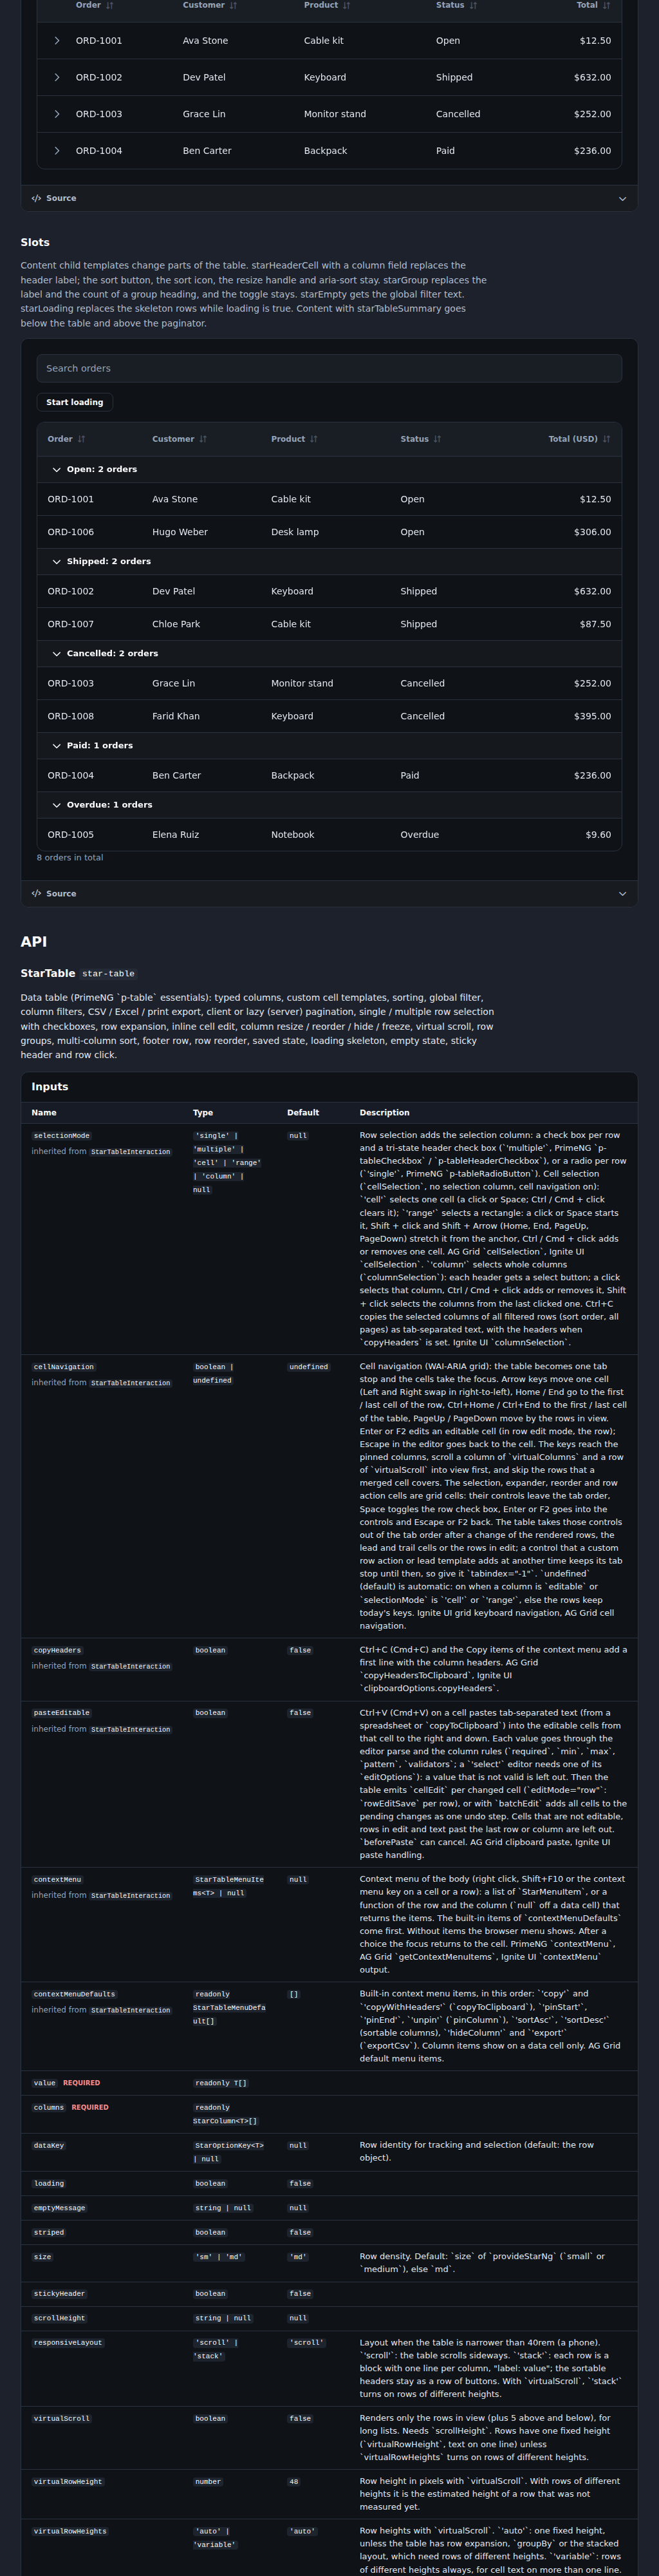 Order Customer Product Status Total
ORD-1001 Ava Stone Cable kit Open $12.50
ORD-1002 Dev Patel Keyboard Shipped $632.00
ORD-1003 Grace Lin Monitor stand Cancelled $252.00
ORD-1004 Ben Carter Backpack Paid $236.00
Source
Slots
Content child templates change parts of the table. starHeaderCell with a column field replaces the
header label; the sort button, the sort icon, the resize handle and aria-sort stay. starGroup replaces the
label and the count of a group heading, and the toggle stays. starEmpty gets the global filter text.
starLoading replaces the skeleton rows while loading is true. Content with starTableSummary goes
below the table and above the paginator.
Search orders
Start loading
Order Customer Product Status Total (USD)
Open: 2 orders
ORD-1001 Ava Stone Cable kit Open $12.50
ORD-1006 Hugo Weber Desk lamp Open $306.00
Shipped: 2 orders
ORD-1002 Dev Patel Keyboard Shipped $632.00
ORD-1007 Chloe Park Cable kit Shipped $87.50
Cancelled: 2 orders
ORD-1003 Grace Lin Monitor stand Cancelled $252.00
ORD-1008 Farid Khan Keyboard Cancelled $395.00
Paid: 1 orders
ORD-1004 Ben Carter Backpack Paid $236.00
Overdue: 1 orders
ORD-1005 Elena Ruiz Notebook Overdue $9.60
8 orders in total
Source
API
StarTable star-table
Data table (PrimeNG `p-table` essentials): typed columns, custom cell templates, sorting, global filter,
column filters, CSV / Excel / print export, client or lazy (server) pagination, single / multiple row selection
with checkboxes, row expansion, inline cell edit, column resize / reorder / hide / freeze, virtual scroll, row
groups, multi-column sort, footer row, row reorder, saved state, loading skeleton, empty state, sticky
header and row click.
Inputs
Name Type Default Description
selectionMode
inherited from StarTableInteraction
'single' |
'multiple' |
'cell' | 'range'
| 'column' |
null
null
Row selection adds the selection column: a check box per row
and a tri-state header check box (`'multiple'`, PrimeNG `p-
tableCheckbox` / `p-tableHeaderCheckbox`), or a radio per row
(`'single'`, PrimeNG `p-tableRadioButton`). Cell selection
(`cellSelection`, no selection column, cell navigation on):
`'cell'` selects one cell (a click or Space; Ctrl / Cmd + click
clears it); `'range'` selects a rectangle: a click or Space starts
it, Shift + click and Shift + Arrow (Home, End, PageUp,
PageDown) stretch it from the anchor, Ctrl / Cmd + click adds
or removes one cell. AG Grid `cellSelection`, Ignite UI
`cellSelection`. `'column'` selects whole columns
(`columnSelection`): each header gets a select button; a click
selects that column, Ctrl / Cmd + click adds or removes it, Shift
+ click selects the columns from the last clicked one. Ctrl+C
copies the selected columns of all filtered rows (sort order, all
pages) as tab-separated text, with the headers when
`copyHeaders` is set. Ignite UI `columnSelection`.
cellNavigation
inherited from StarTableInteraction
boolean |
undefined
undefined
Cell navigation (WAI-ARIA grid): the table becomes one tab
stop and the cells take the focus. Arrow keys move one cell
(Left and Right swap in right-to-left), Home / End go to the first
/ last cell of the row, Ctrl+Home / Ctrl+End to the first / last cell
of the table, PageUp / PageDown move by the rows in view.
Enter or F2 edits an editable cell (in row edit mode, the row);
Escape in the editor goes back to the cell. The keys reach the
pinned columns, scroll a column of `virtualColumns` and a row
of `virtualScroll` into view first, and skip the rows that a
merged cell covers. The selection, expander, reorder and row
action cells are grid cells: their controls leave the tab order,
Space toggles the row check box, Enter or F2 goes into the
controls and Escape or F2 back. The table takes those controls
out of the tab order after a change of the rendered rows, the
lead and trail cells or the rows in edit; a control that a custom
row action or lead template adds at another time keeps its tab
stop until then, so give it `tabindex="-1"`. `undefined`
(default) is automatic: on when a column is `editable` or
`selectionMode` is `'cell'` or `'range'`, else the rows keep
today's keys. Ignite UI grid keyboard navigation, AG Grid cell
navigation.
copyHeaders
inherited from StarTableInteraction
boolean
false
Ctrl+C (Cmd+C) and the Copy items of the context menu add a
first line with the column headers. AG Grid
`copyHeadersToClipboard`, Ignite UI
`clipboardOptions.copyHeaders`.
pasteEditable
inherited from StarTableInteraction
boolean
false
Ctrl+V (Cmd+V) on a cell pastes tab-separated text (from a
spreadsheet or `copyToClipboard`) into the editable cells from
that cell to the right and down. Each value goes through the
editor parse and the column rules (`required`, `min`, `max`,
`pattern`, `validators`; a `'select'` editor needs one of its
`editOptions`): a value that is not valid is left out. Then the
table emits `cellEdit` per changed cell (`editMode="row"`:
`rowEditSave` per row), or with `batchEdit` adds all cells to the
pending changes as one undo step. Cells that are not editable,
rows in edit and text past the last row or column are left out.
`beforePaste` can cancel. AG Grid clipboard paste, Ignite UI
paste handling.
contextMenu
inherited from StarTableInteraction
StarTableMenuIte
ms<T> | null
null
Context menu of the body (right click, Shift+F10 or the context
menu key on a cell or a row): a list of `StarMenuItem`, or a
function of the row and the column (`null` off a data cell) that
returns the items. The built-in items of `contextMenuDefaults`
come first. Without items the browser menu shows. After a
choice the focus returns to the cell. PrimeNG `contextMenu`,
AG Grid `getContextMenuItems`, Ignite UI `contextMenu`
output.
contextMenuDefaults
inherited from StarTableInteraction
readonly
StarTableMenuDefa
ult[]
[]
Built-in context menu items, in this order: `'copy'` and
`'copyWithHeaders'` (`copyToClipboard`), `'pinStart'`,
`'pinEnd'`, `'unpin'` (`pinColumn`), `'sortAsc'`, `'sortDesc'`
(sortable columns), `'hideColumn'` and `'export'`
(`exportCsv`). Column items show on a data cell only. AG Grid
default menu items.
value REQUIRED
readonly T[]
columns REQUIRED
readonly
StarColumn<T>[]
dataKey
StarOptionKey<T>
| null
null
Row identity for tracking and selection (default: the row
object).
loading boolean false
emptyMessage string | null null
striped boolean false
size 'sm' | 'md' 'md'
Row density. Default: `size` of `provideStarNg` (`small` or
`medium`), else `md`.
stickyHeader boolean false
scrollHeight string | null null
responsiveLayout
'scroll' |
'stack'
'scroll'
Layout when the table is narrower than 40rem (a phone).
`'scroll'`: the table scrolls sideways. `'stack'`: each row is a
block with one line per column, "label: value"; the sortable
headers stay as a row of buttons. With `virtualScroll`, `'stack'`
turns on rows of different heights.
virtualScroll boolean false
Renders only the rows in view (plus 5 above and below), for
long lists. Needs `scrollHeight`. Rows have one fixed height
(`virtualRowHeight`, text on one line) unless
`virtualRowHeights` turns on rows of different heights.
virtualRowHeight number 48
Row height in pixels with `virtualScroll`. With rows of different
heights it is the estimated height of a row that was not
measured yet.
virtualRowHeights
'auto' |
'variable'
'auto'
Row heights with `virtualScroll`. `'auto'`: one fixed height,
unless the table has row expansion, `groupBy` or the stacked
layout, which need rows of different heights. `'variable'`: rows
of different heights always, for cell text on more than one line.